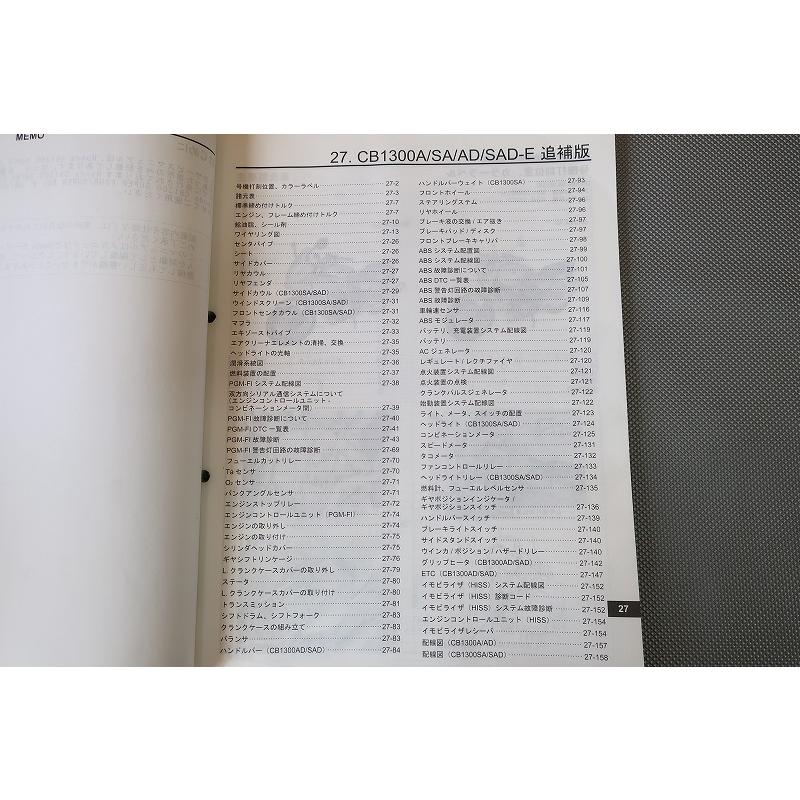 MEMO
27. CB1300A/SA/AD/SAD-E 追補版
号機打刻位置、カラーラベル 27-2
諸元表 27-3
標準締め付けトルク 27-7
エンジン、フレーム締め付けトルク 27-7
給油脂、シール剤 27-10
ワイヤリング図 27-13
センタパイプ 27-26
シート 27-26
サイドカバー 27-26
リヤカウル 27-27
リヤフェンダ 27-27
サイドカウル（CB1300SA/SAD） 27-29
ウインドスクリーン（CB1300SA/SAD） 27-31
フロントセンタカウル（CB1300SA/SAD） 27-31
マフラ 27-32
エキゾーストパイプ 27-33
エアクリーナエレメントの清掃、交換 27-35
ヘッドライトの光軸 27-35
潤滑系統図 27-36
燃料装置の配置 27-37
PGM-FI システム配線図 27-38
双方向シリアル通信システムについて
（エンジンコントロールユニット-
コンビネーションメータ間） 27-39
PGM-FI 故障診断について 27-40
PGM-FI DTC 一覧表 27-41
PGM-FI 故障診断 27-43
PGM-FI 警告灯回路の故障診断 27-69
フューエルカットリレー 27-70
Ta センサ 27-70
O₂ センサ 27-71
バンクアングルセンサ 27-71
エンジンストップリレー 27-72
エンジンコントロールユニット（PGM-FI） 27-74
エンジンの取り外し 27-74
エンジンの取り付け 27-75
シリンダヘッドカバー 27-75
ギヤシフトリンケージ 27-76
L. クランクケースカバーの取り外し 27-79
ステータ 27-80
L. クランクケースカバーの取り付け 27-80
トランスミッション 27-81
シフトドラム、シフトフォーク 27-83
クランクケースの組み立て 27-83
バランサ 27-83
ハンドルバー（CB1300AD/SAD） 27-84
ハンドルバーウェイト（CB1300SA） 27-93
フロントホイール 27-94
ステアリングステム 27-96
リヤホイール 27-96
ブレーキ液の交換 / エア抜き 27-97
ブレーキパッド / ディスク 27-97
フロントブレーキキャリパ 27-98
ABS システム配置図 27-99
ABS システム配線図 27-100
ABS 故障診断について 27-101
ABS DTC 一覧表 27-105
ABS 警告灯回路の故障診断 27-107
ABS 故障診断 27-109
車輪速センサ 27-116
ABS モジュレータ 27-117
バッテリ、充電装置システム配線図 27-119
バッテリ 27-119
AC ジェネレータ 27-120
レギュレート / レクチファイヤ 27-120
点火装置システム配線図 27-121
点火装置の点検 27-121
クランクパルスジェネレータ 27-122
始動装置システム配線図 27-122
ライト、メータ、スイッチの配置 27-123
ヘッドライト（CB1300SA/SAD） 27-124
コンビネーションメータ 27-125
スピードメータ 27-131
タコメータ 27-132
ファンコントロールリレー 27-133
ヘッドライトリレー（CB1300SA/SAD） 27-134
燃料計、フューエルレベルセンサ 27-135
ギヤポジションインジケータ /
ギヤポジションスイッチ 27-136
ハンドルバースイッチ 27-139
ブレーキライトスイッチ 27-140
サイドスタンドスイッチ 27-140
ウインカ / ポジション / ハザードリレー 27-140
グリップヒータ（CB1300AD/SAD） 27-142
ETC（CB1300AD/SAD） 27-147
イモビライザ（HISS）システム配線図 27-152
イモビライザ（HISS）診断コード 27-152
イモビライザ（HISS）システム故障診断 27-152
エンジンコントロールユニット（HISS） 27-154
イモビライザレシーバ 27-154
配線図（CB1300A/AD） 27-157
配線図（CB1300SA/SAD） 27-158
27